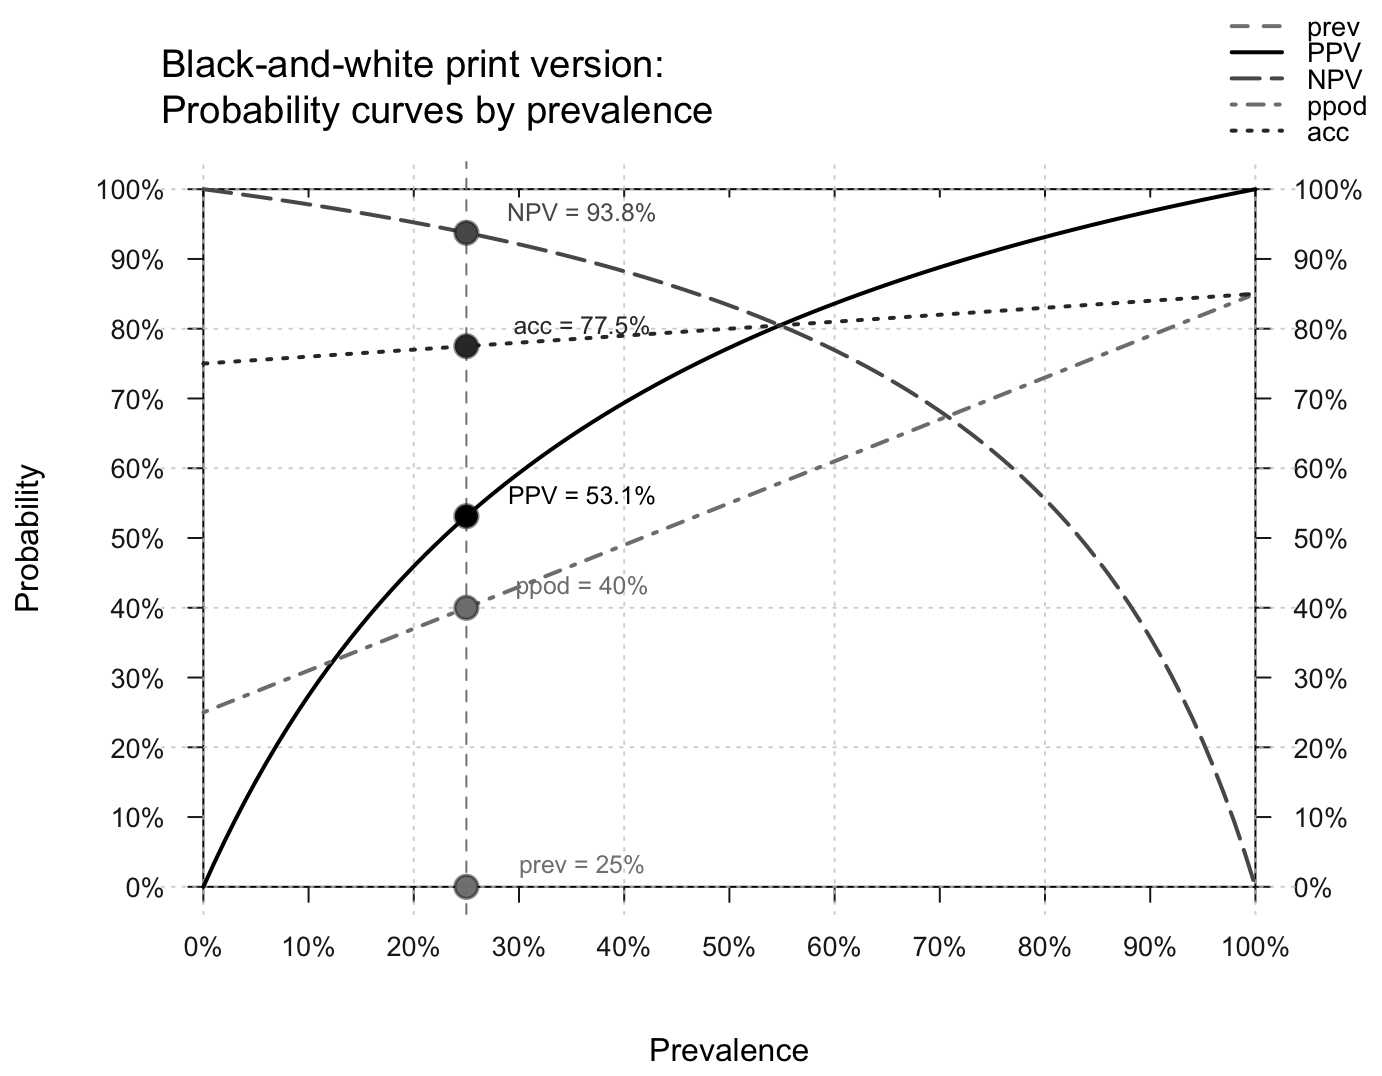 Black-and-white print version:
Probability curves by prevalence
prev
PPV
NPV
ppod
acc
Probability
100%
90%
80%
70%
60%
50%
40%
30%
20%
10%
0%
NPV = 93.8%
acc = 77.5%
PPV = 53.1%
ppod = 40%
prev = 25%
100%
90%
80%
70%
60%
50%
40%
30%
20%
10%
0%
0% 10% 20% 30% 40% 50% 60% 70% 80% 90% 100%
Prevalence